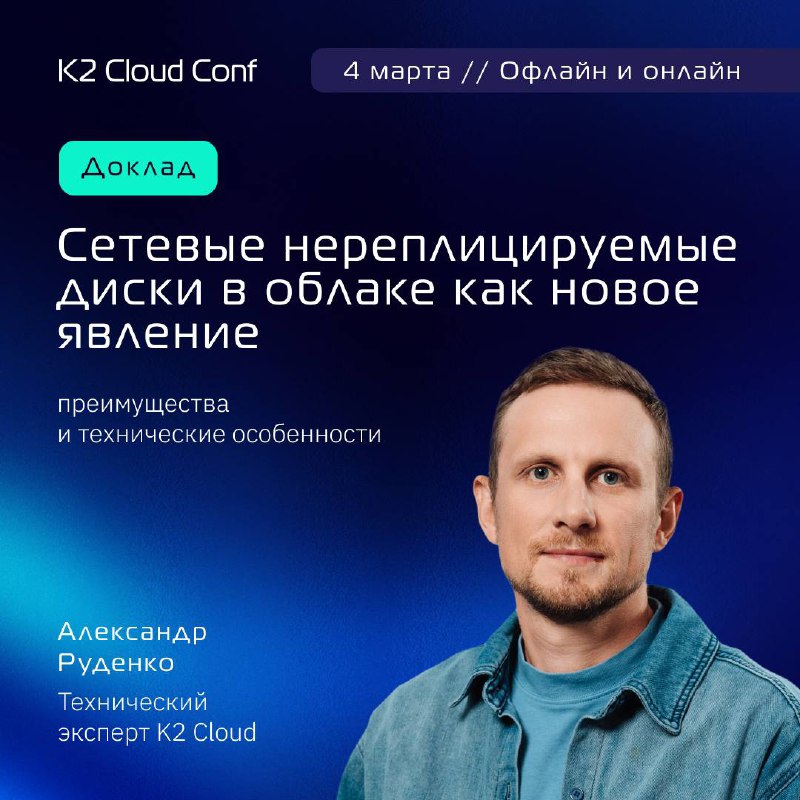 K2 Cloud Conf
4 марта // Офлайн и онлайн
Доклад
Сетевые нереплицируемые
диски в облаке как новое
явление
преимущества
и технические особенности
Александр
Руденко
Технический
эксперт K2 Cloud